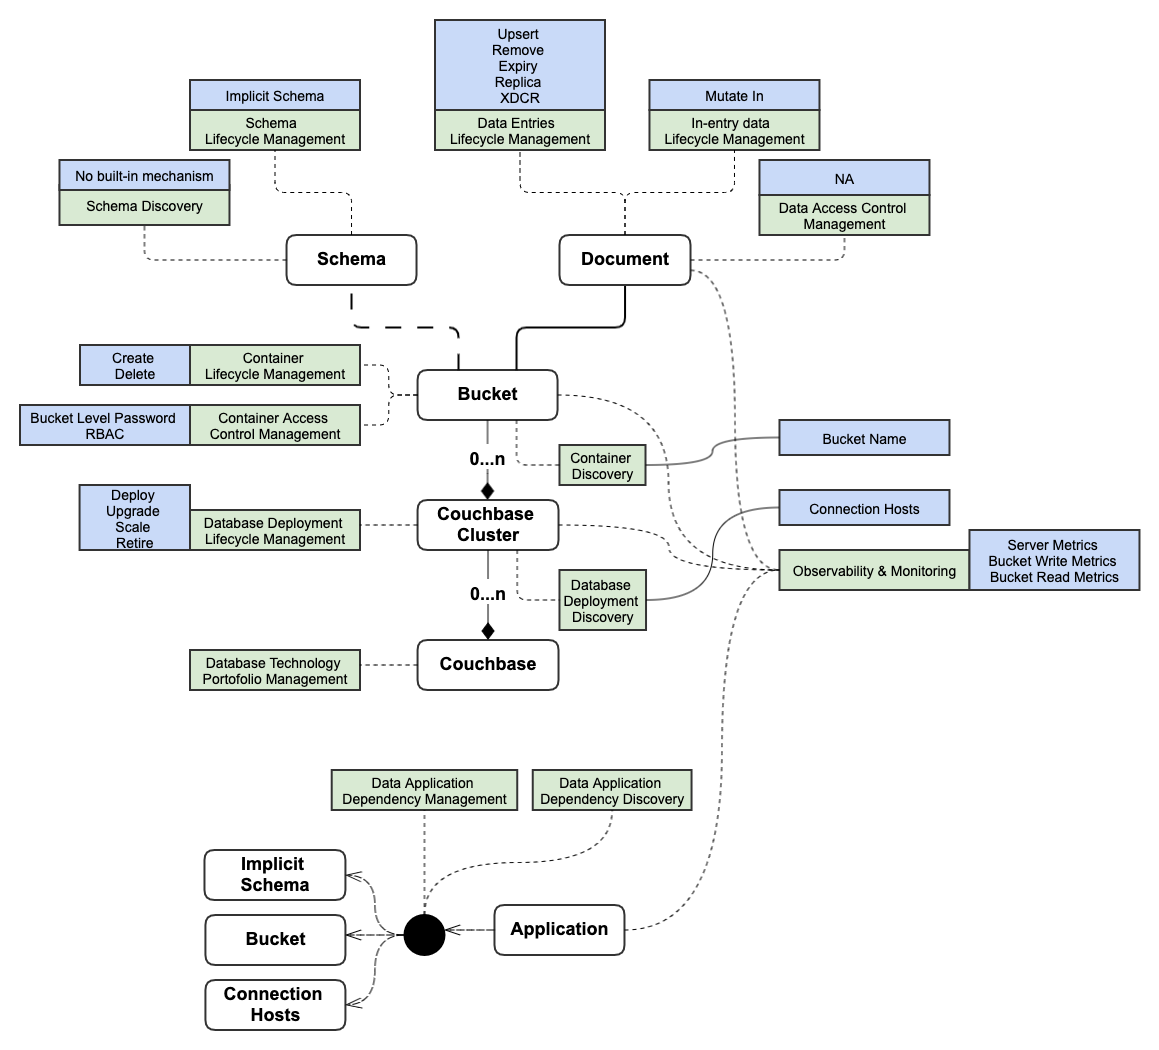 Upsert
Remove
Expiry
Replica
XDCR
Data Entries
Lifecycle Management
Implicit Schema
Schema
Lifecycle Management
Mutate In
In-entry data
Lifecycle Management
No built-in mechanism
Schema Discovery
NA
Data Access Control
Management
Schema
Document
Create
Delete
Container
Lifecycle Management
Bucket
Bucket Level Password
RBAC
Container Access
Control Management
Bucket Name
0...n
Container
Discovery
Deploy
Upgrade
Scale
Retire
Database Deployment
Lifecycle Management
Couchbase
Cluster
Connection Hosts
Server Metrics
Bucket Write Metrics
Bucket Read Metrics
Observability & Monitoring
0...n
Database
Deployment
Discovery
Database Technology
Portofolio Management
Couchbase
Data Application
Dependency Management
Data Application
Dependency Discovery
Implicit
Schema
Bucket
Application
Connection
Hosts